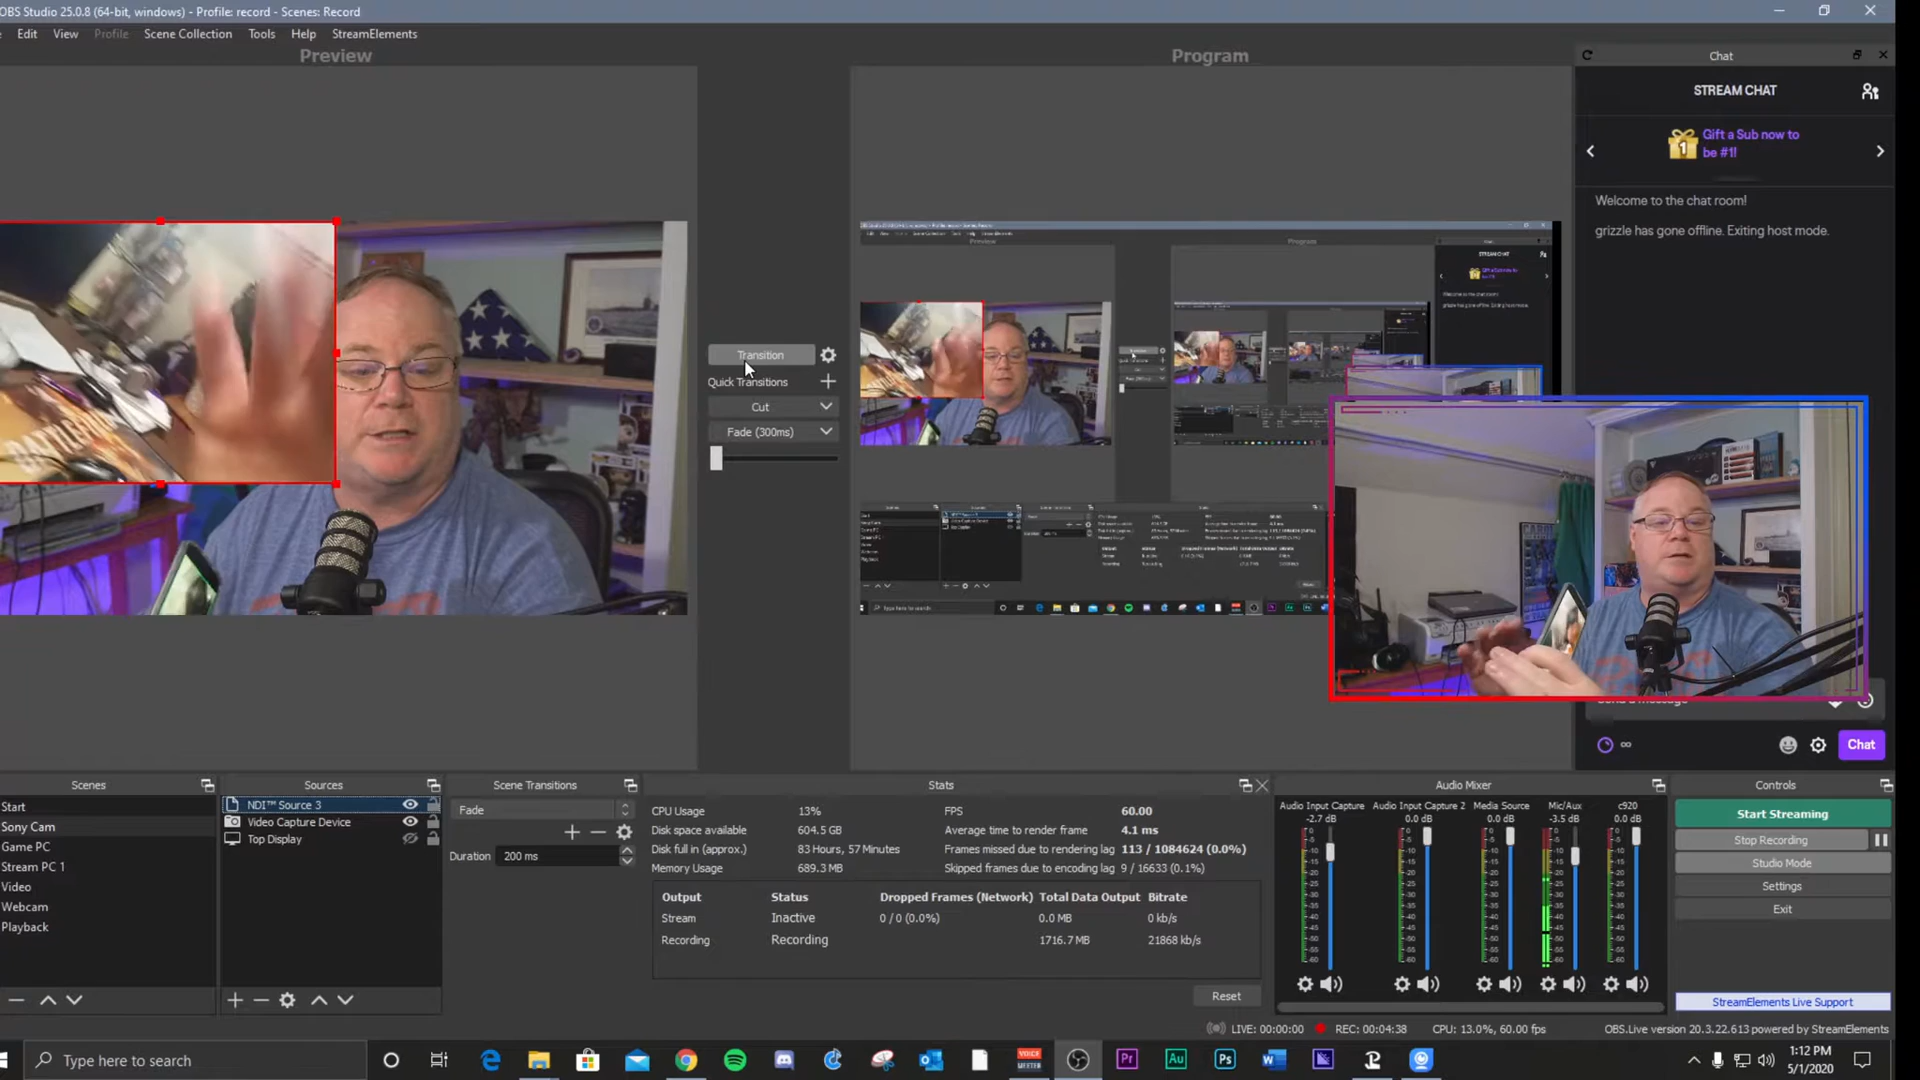 OBS Studio 25.0.8 (64-bit, windows) - Profile: record - Scenes: Record
Edit View Profile Scene Collection Tools Help StreamElements
Preview
Program
Chat
STREAM CHAT
Gift a Sub now to
be #1!
Welcome to the chat room!
grizzle has gone offline. Exiting host mode.
Transition
Quick Transitions
Cut
Fade (300ms)
Chat
Scenes
Start
Sony Cam
Game PC
Stream PC 1
Video
Webcam
Playback
Sources
NDI™ Source 3
Video Capture Device
Top Display
Scene Transitions
Fade
Duration 200 ms
Stats
CPU Usage 13%
Disk space available 604.5 GB
Disk full in (approx.) 83 Hours, 57 Minutes
Memory Usage 689.3 MB
FPS 60.00
Average time to render frame 4.1 ms
Frames missed due to rendering lag 113 / 1084624 (0.0%)
Skipped frames due to encoding lag 9 / 16633 (0.1%)
Output Status Dropped Frames (Network) Total Data Output Bitrate
Stream Inactive 0 / 0 (0.0%) 0.0 MB 0 kb/s
Recording Recording 1716.7 MB 21868 kb/s
Reset
Audio Mixer
Audio Input Capture Audio Input Capture 2 Media Source Mic/Aux c920
-2.7 dB 0.0 dB 0.0 dB -3.5 dB 0.0 dB
Controls
Start Streaming
Stop Recording
Studio Mode
Settings
Exit
StreamElements Live Support
LIVE: 00:00:00 REC: 00:04:38 CPU: 13.0%, 60.00 fps
OBS.Live version 20.3.22.613 powered by StreamElements
Type here to search
1:12 PM
5/1/2020